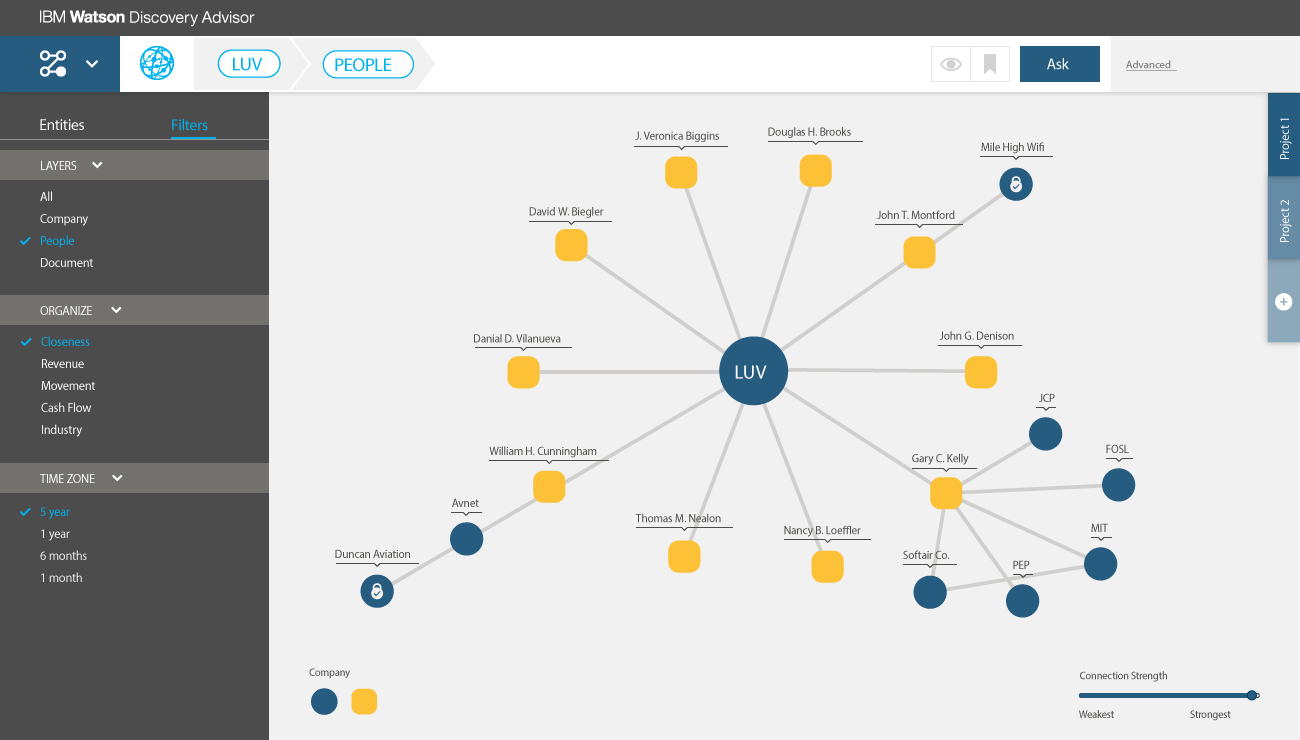 IBM Watson Discovery Advisor
LUV
PEOPLE
Ask
Advanced
Entities
Filters
LAYERS
All
Company
People
Document
ORGANIZE
Closeness
Revenue
Movement
Cash Flow
Industry
TIME ZONE
5 year
1 year
6 months
1 month
J. Veronica Biggins
Douglas H. Brooks
Mile High Wifi
David W. Biegler
John T. Montford
Danial D. Vilanueva
John G. Denison
LUV
JCP
William H. Cunningham
Gary C. Kelly
FOSL
Avnet
Thomas M. Nealon
Nancy B. Loeffler
MIT
Duncan Aviation
Softair Co.
PEP
Company
Connection Strength
Weakest
Strongest
Project 1
Project 2